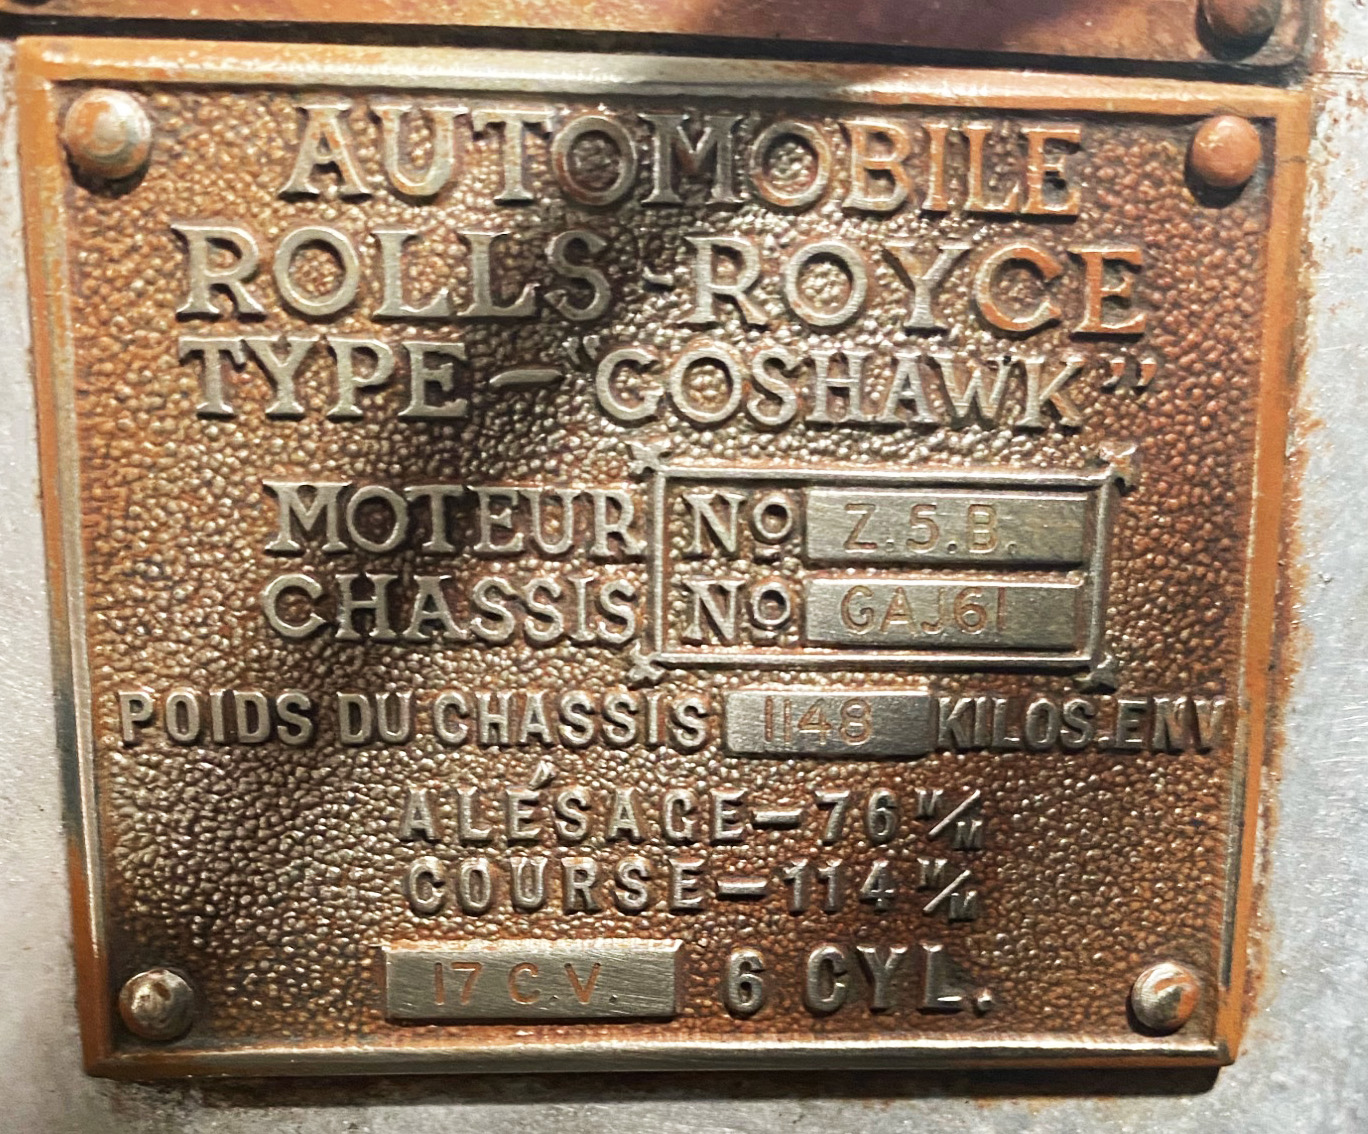 AUTOMOBILE
ROLLS-ROYCE
TYPE - "GOSHAWK"
MOTEUR No Z.5.B.
CHASSIS No GAJ61
POIDS DU CHASSIS 1148 KILOS.ENV
ALÉSAGE - 76 M/M
COURSE - 114 M/M
17 C.V. 6 CYL.